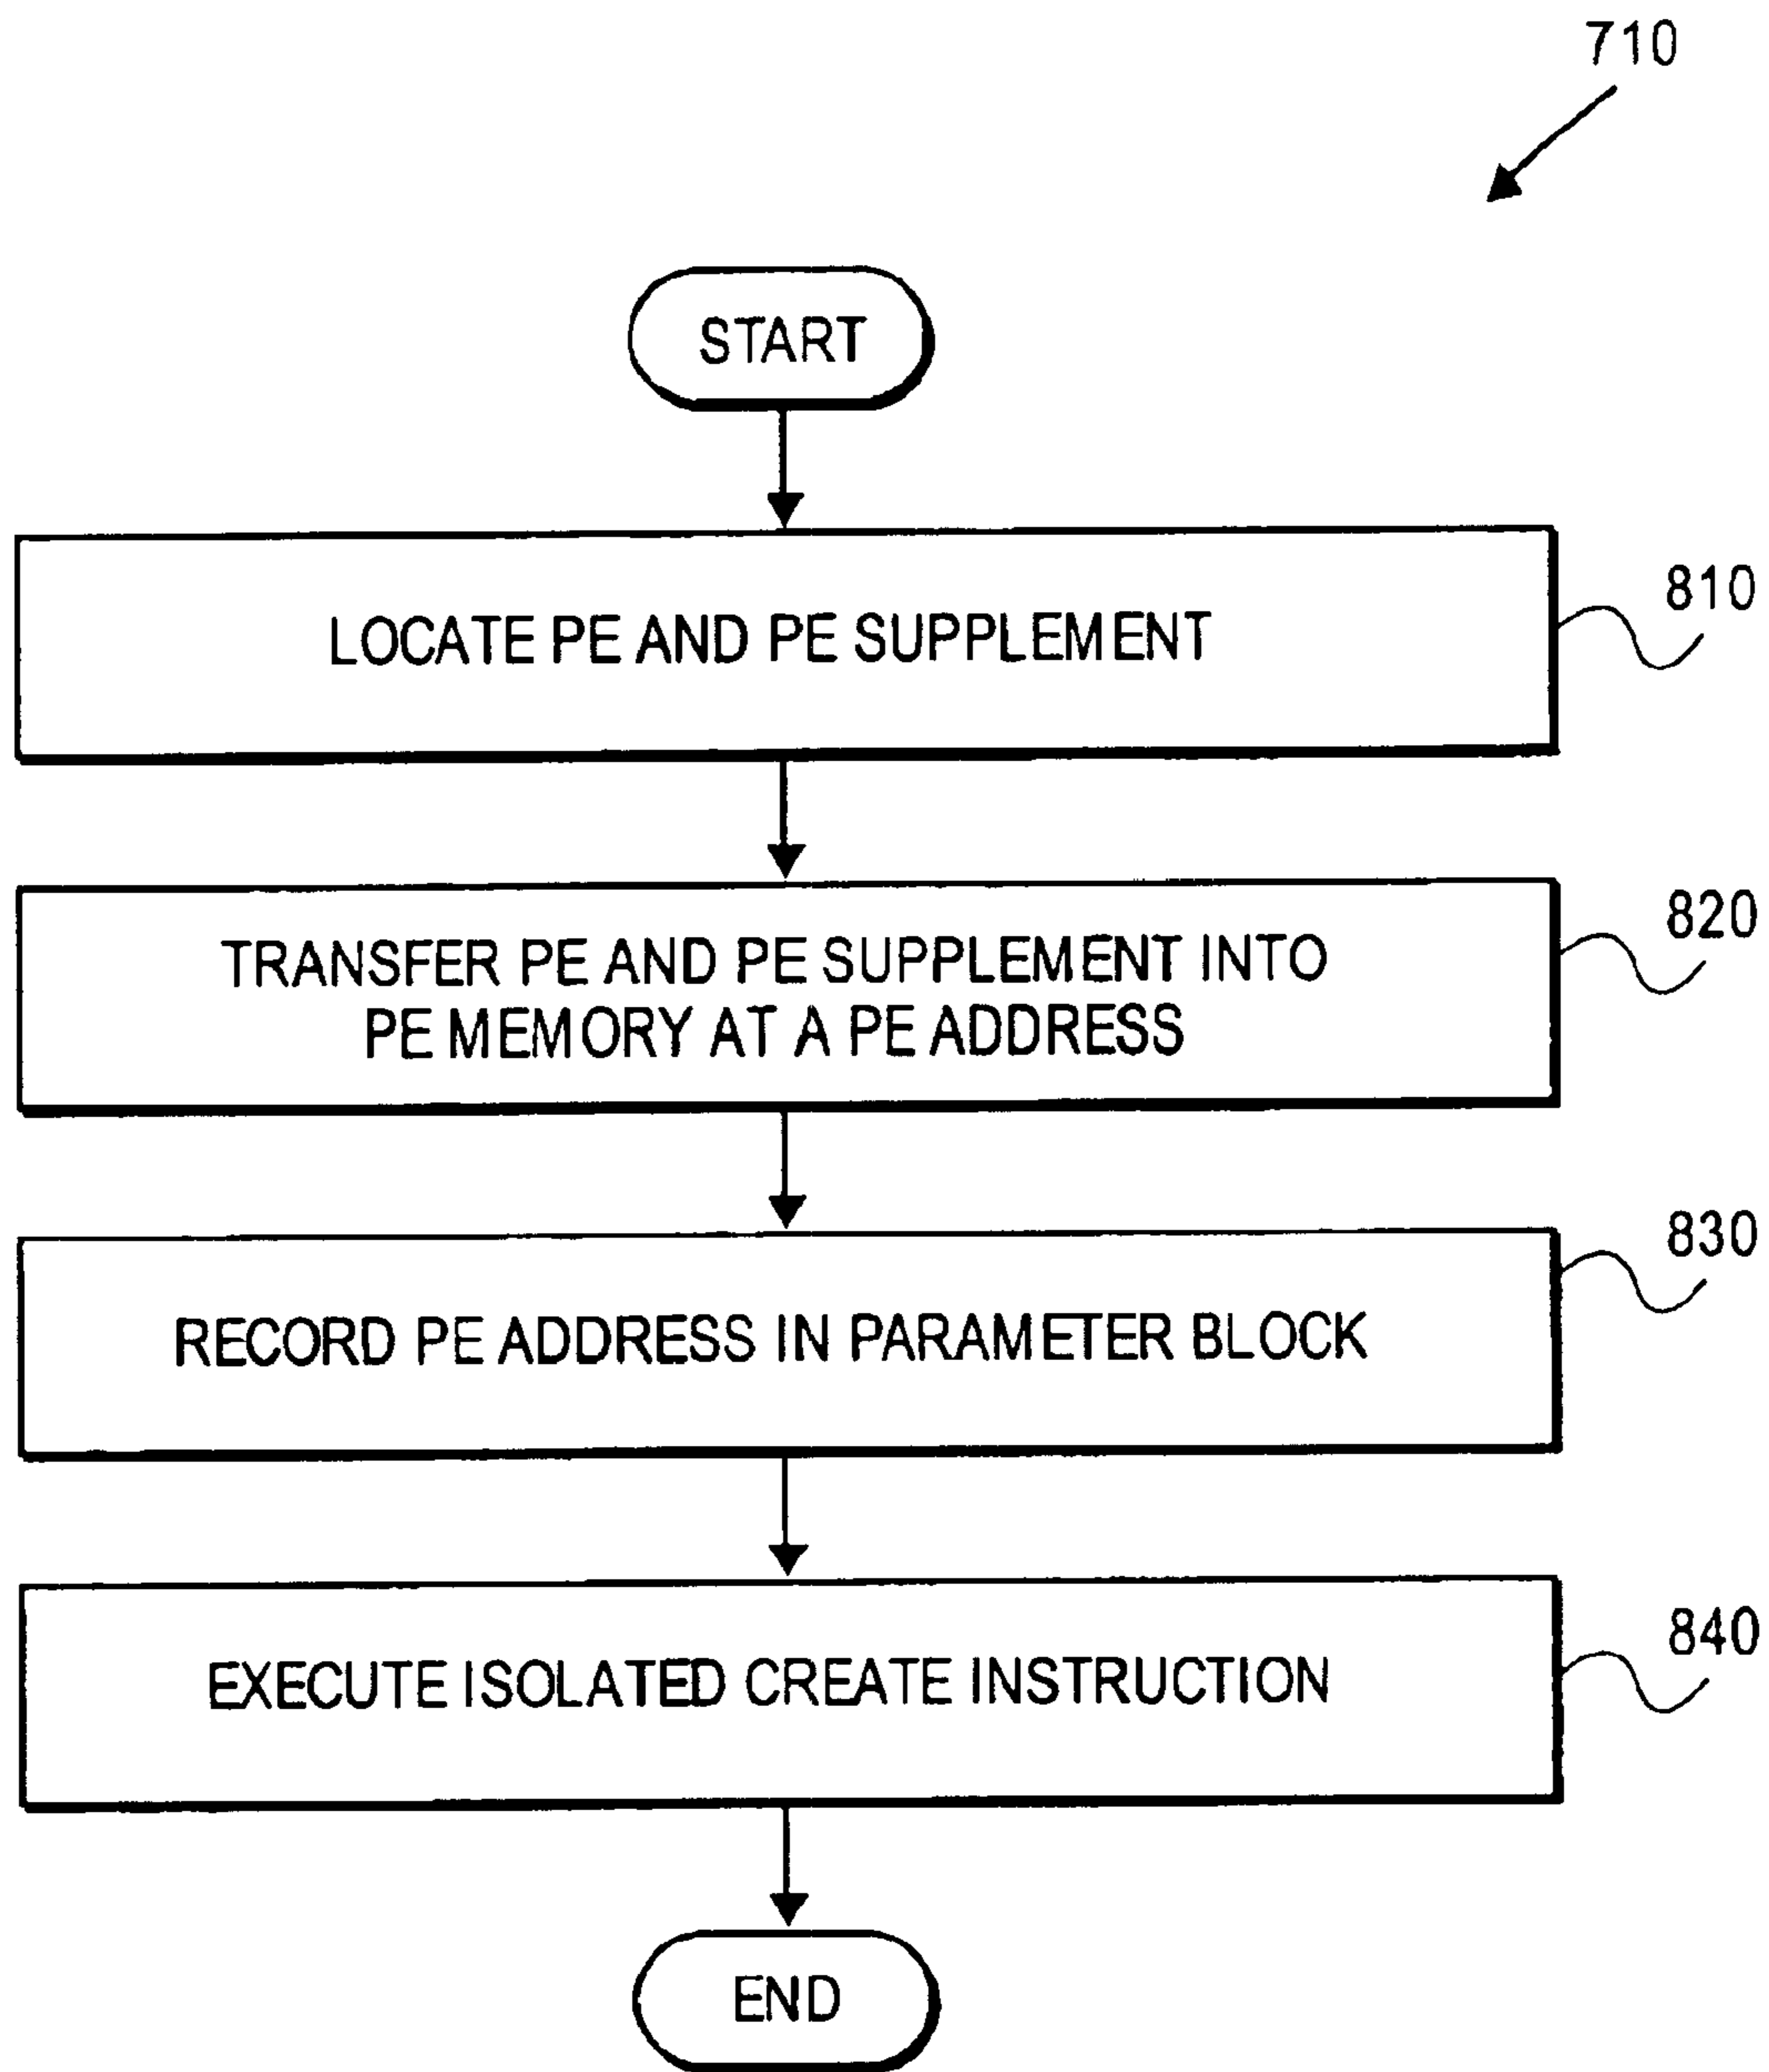 710
START
LOCATE PE AND PE SUPPLEMENT
810
TRANSFER PE AND PE SUPPLEMENT INTO
PE MEMORY AT A PE ADDRESS
820
RECORD PE ADDRESS IN PARAMETER BLOCK
830
EXECUTE ISOLATED CREATE INSTRUCTION
840
END